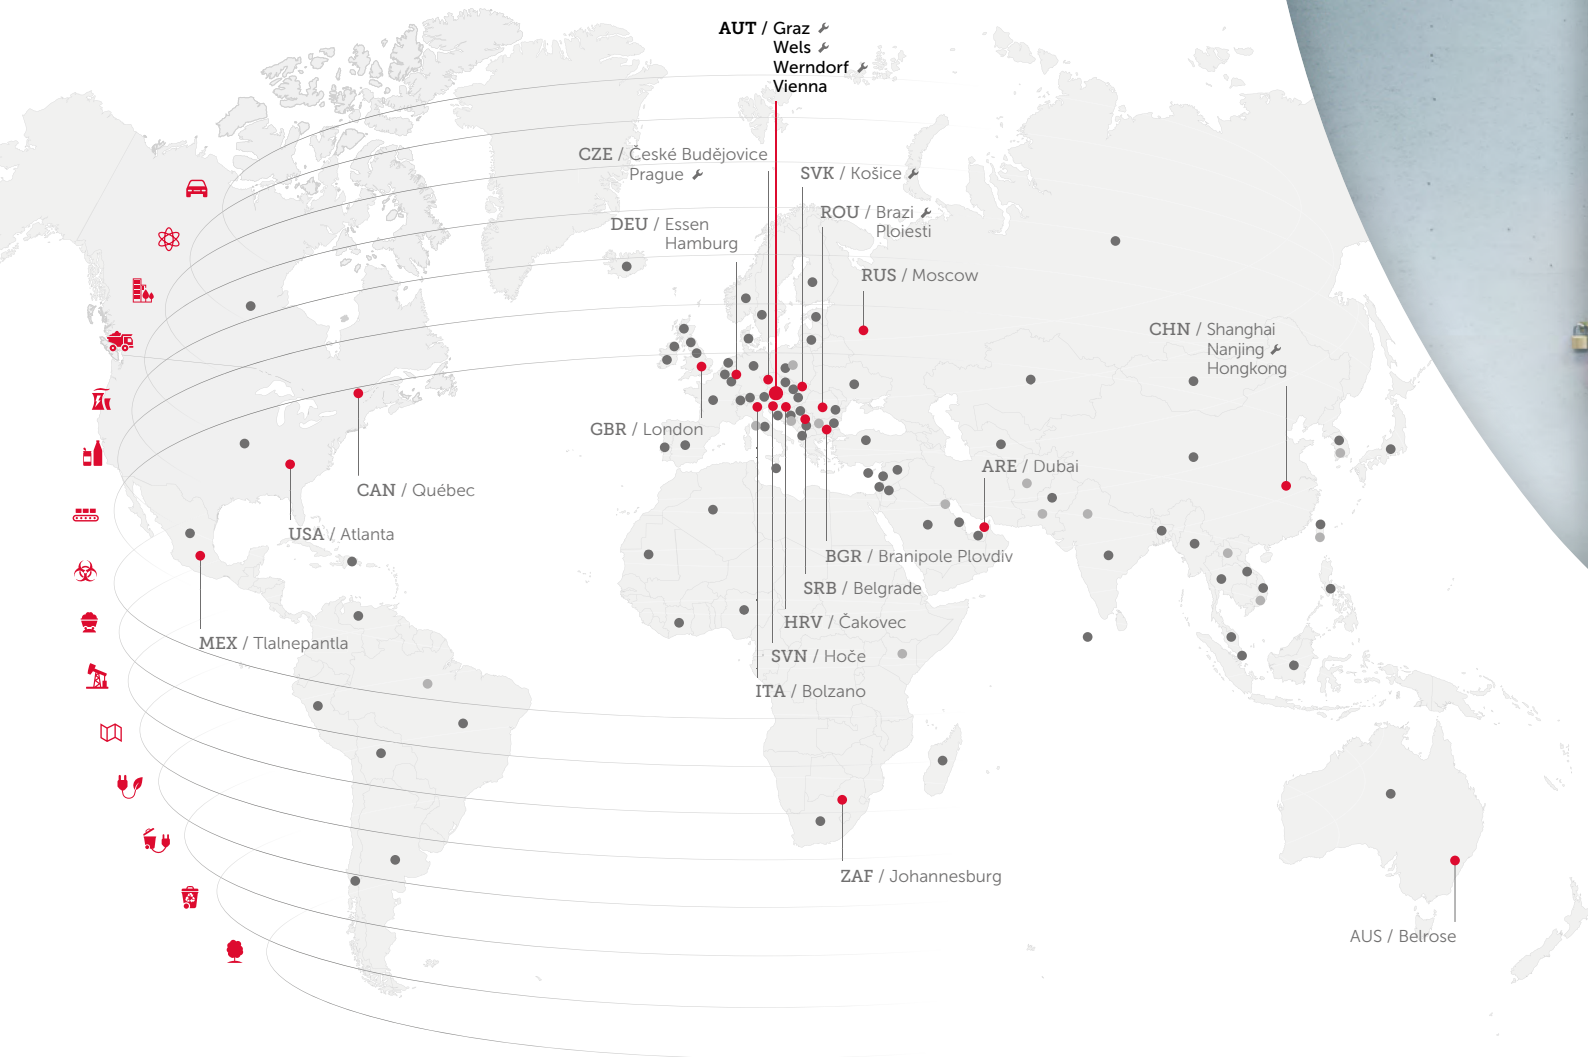 AUT / Graz
Wels
Werndorf
Vienna
CZE / České Budějovice
Prague
SVK / Košice
DEU / Essen
Hamburg
ROU / Brazi
Ploiesti
RUS / Moscow
CHN / Shanghai
Nanjing
Hongkong
GBR / London
ARE / Dubai
CAN / Québec
USA / Atlanta
BGR / Branipole Plovdiv
SRB / Belgrade
HRV / Čakovec
MEX / Tlalnepantla
SVN / Hoče
ITA / Bolzano
ZAF / Johannesburg
AUS / Belrose